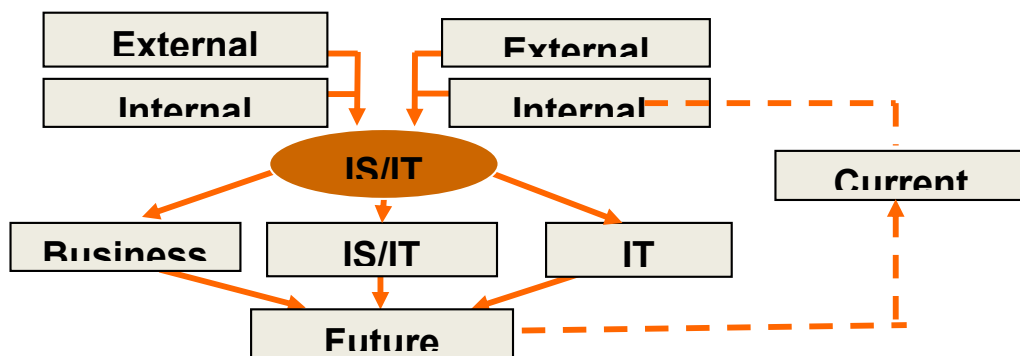 External
External
Internal
Internal
IS/IT
Current
Business
IS/IT
IT
Future